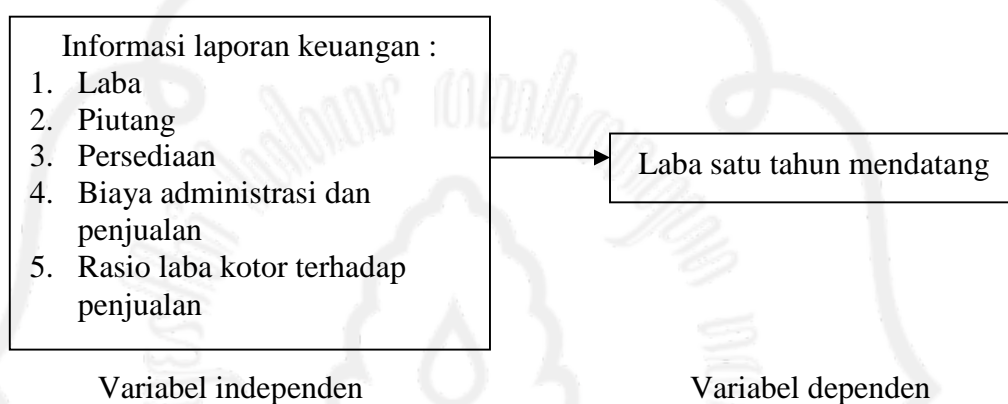 Informasi laporan keuangan :
1. Laba
2. Piutang
3. Persediaan
4. Biaya administrasi dan
penjualan
5. Rasio laba kotor terhadap
penjualan
Laba satu tahun mendatang
Variabel independen
Variabel dependen